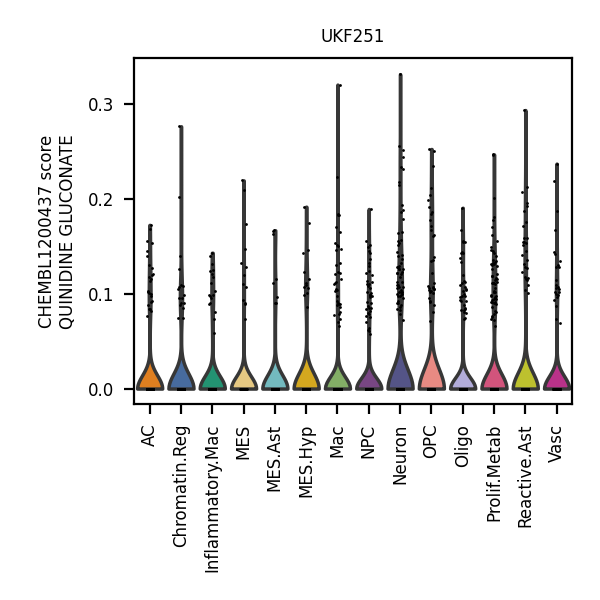 UKF251
CHEMBL1200437 score
QUINIDINE GLUCONATE
0.3
0.2
0.1
0.0
AC
Chromatin.Reg
Inflammatory.Mac
MES
MES.Ast
MES.Hyp
Mac
NPC
Neuron
OPC
Oligo
Prolif.Metab
Reactive.Ast
Vasc